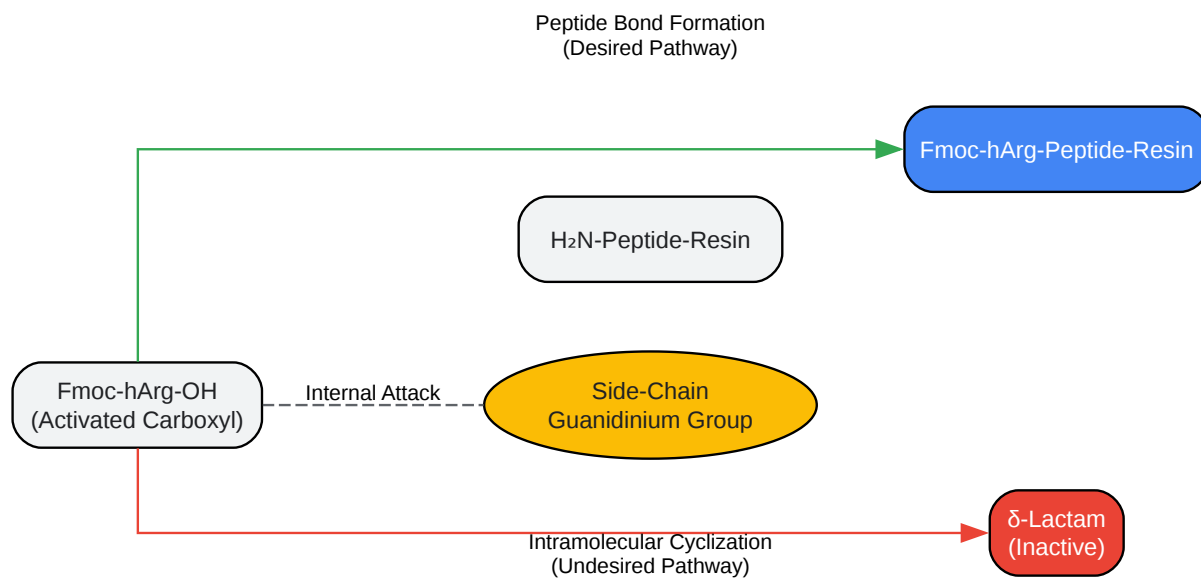 Peptide Bond Formation
(Desired Pathway)
Fmoc-hArg-Peptide-Resin
H₂N-Peptide-Resin
Fmoc-hArg-OH
(Activated Carboxyl)
Internal Attack
Side-Chain
Guanidinium Group
δ-Lactam
(Inactive)
Intramolecular Cyclization
(Undesired Pathway)